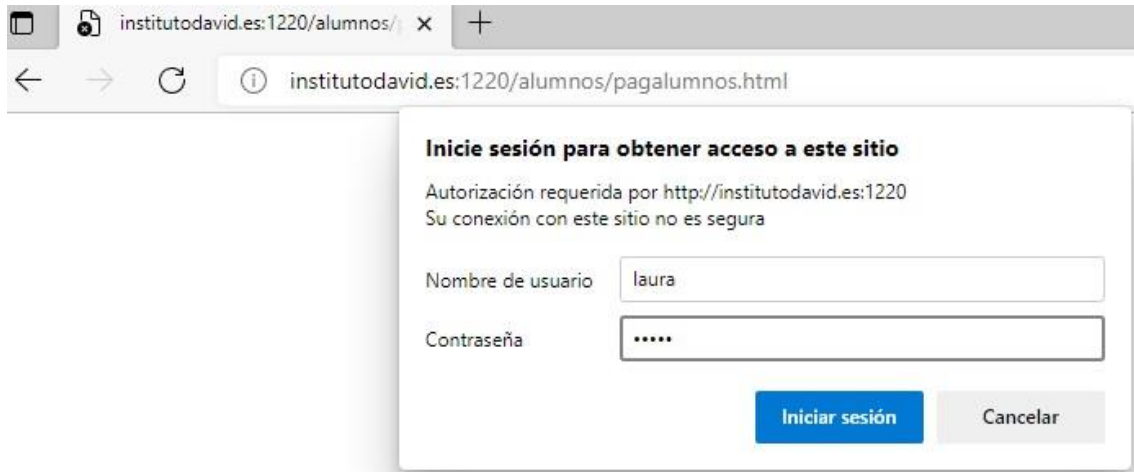 institutodavid.es:1220/alumnos/
institutodavid.es:1220/alumnos/pagalumnos.html
Inicie sesión para obtener acceso a este sitio
Autorización requerida por http://institutodavid.es:1220
Su conexión con este sitio no es segura
Nombre de usuario laura
Contraseña •••••
Iniciar sesión Cancelar